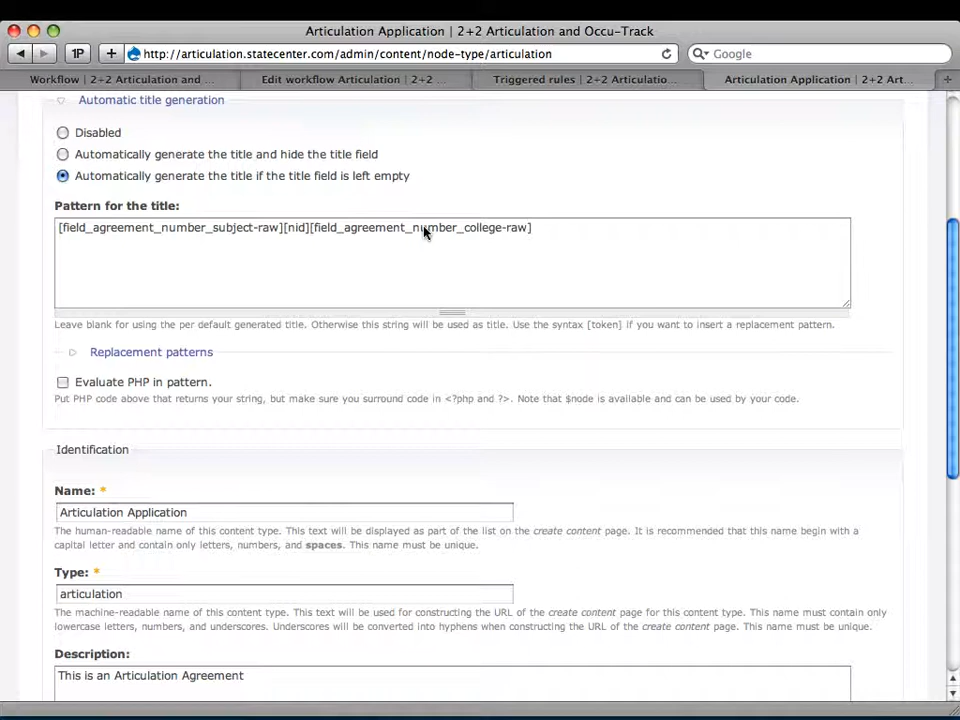 Articulation Application | 2+2 Articulation and Occu-Track
1P
+
http://articulation.statecenter.com/admin/content/node-type/articulation
Google
Workflow | 2+2 Articulation and ...
Edit workflow Articulation | 2+2 ...
Triggered rules | 2+2 Articulatio...
Articulation Application | 2+2 Art...
+
Automatic title generation
Disabled
Automatically generate the title and hide the title field
Automatically generate the title if the title field is left empty
Pattern for the title:
[field_agreement_number_subject-raw][nid][field_agreement_number_college-raw]
Leave blank for using the per default generated title. Otherwise this string will be used as title. Use the syntax [token] if you want to insert a replacement pattern.
Replacement patterns
Evaluate PHP in pattern.
Put PHP code above that returns your string, but make sure you surround code in <?php and ?>. Note that $node is available and can be used by your code.
Identification
Name: *
Articulation Application
The human-readable name of this content type. This text will be displayed as part of the list on the create content page. It is recommended that this name begin with a
capital letter and contain only letters, numbers, and spaces. This name must be unique.
Type: *
articulation
The machine-readable name of this content type. This text will be used for constructing the URL of the create content page for this content type. This name must contain only
lowercase letters, numbers, and underscores. Underscores will be converted into hyphens when constructing the URL of the create content page. This name must be unique.
Description:
This is an Articulation Agreement